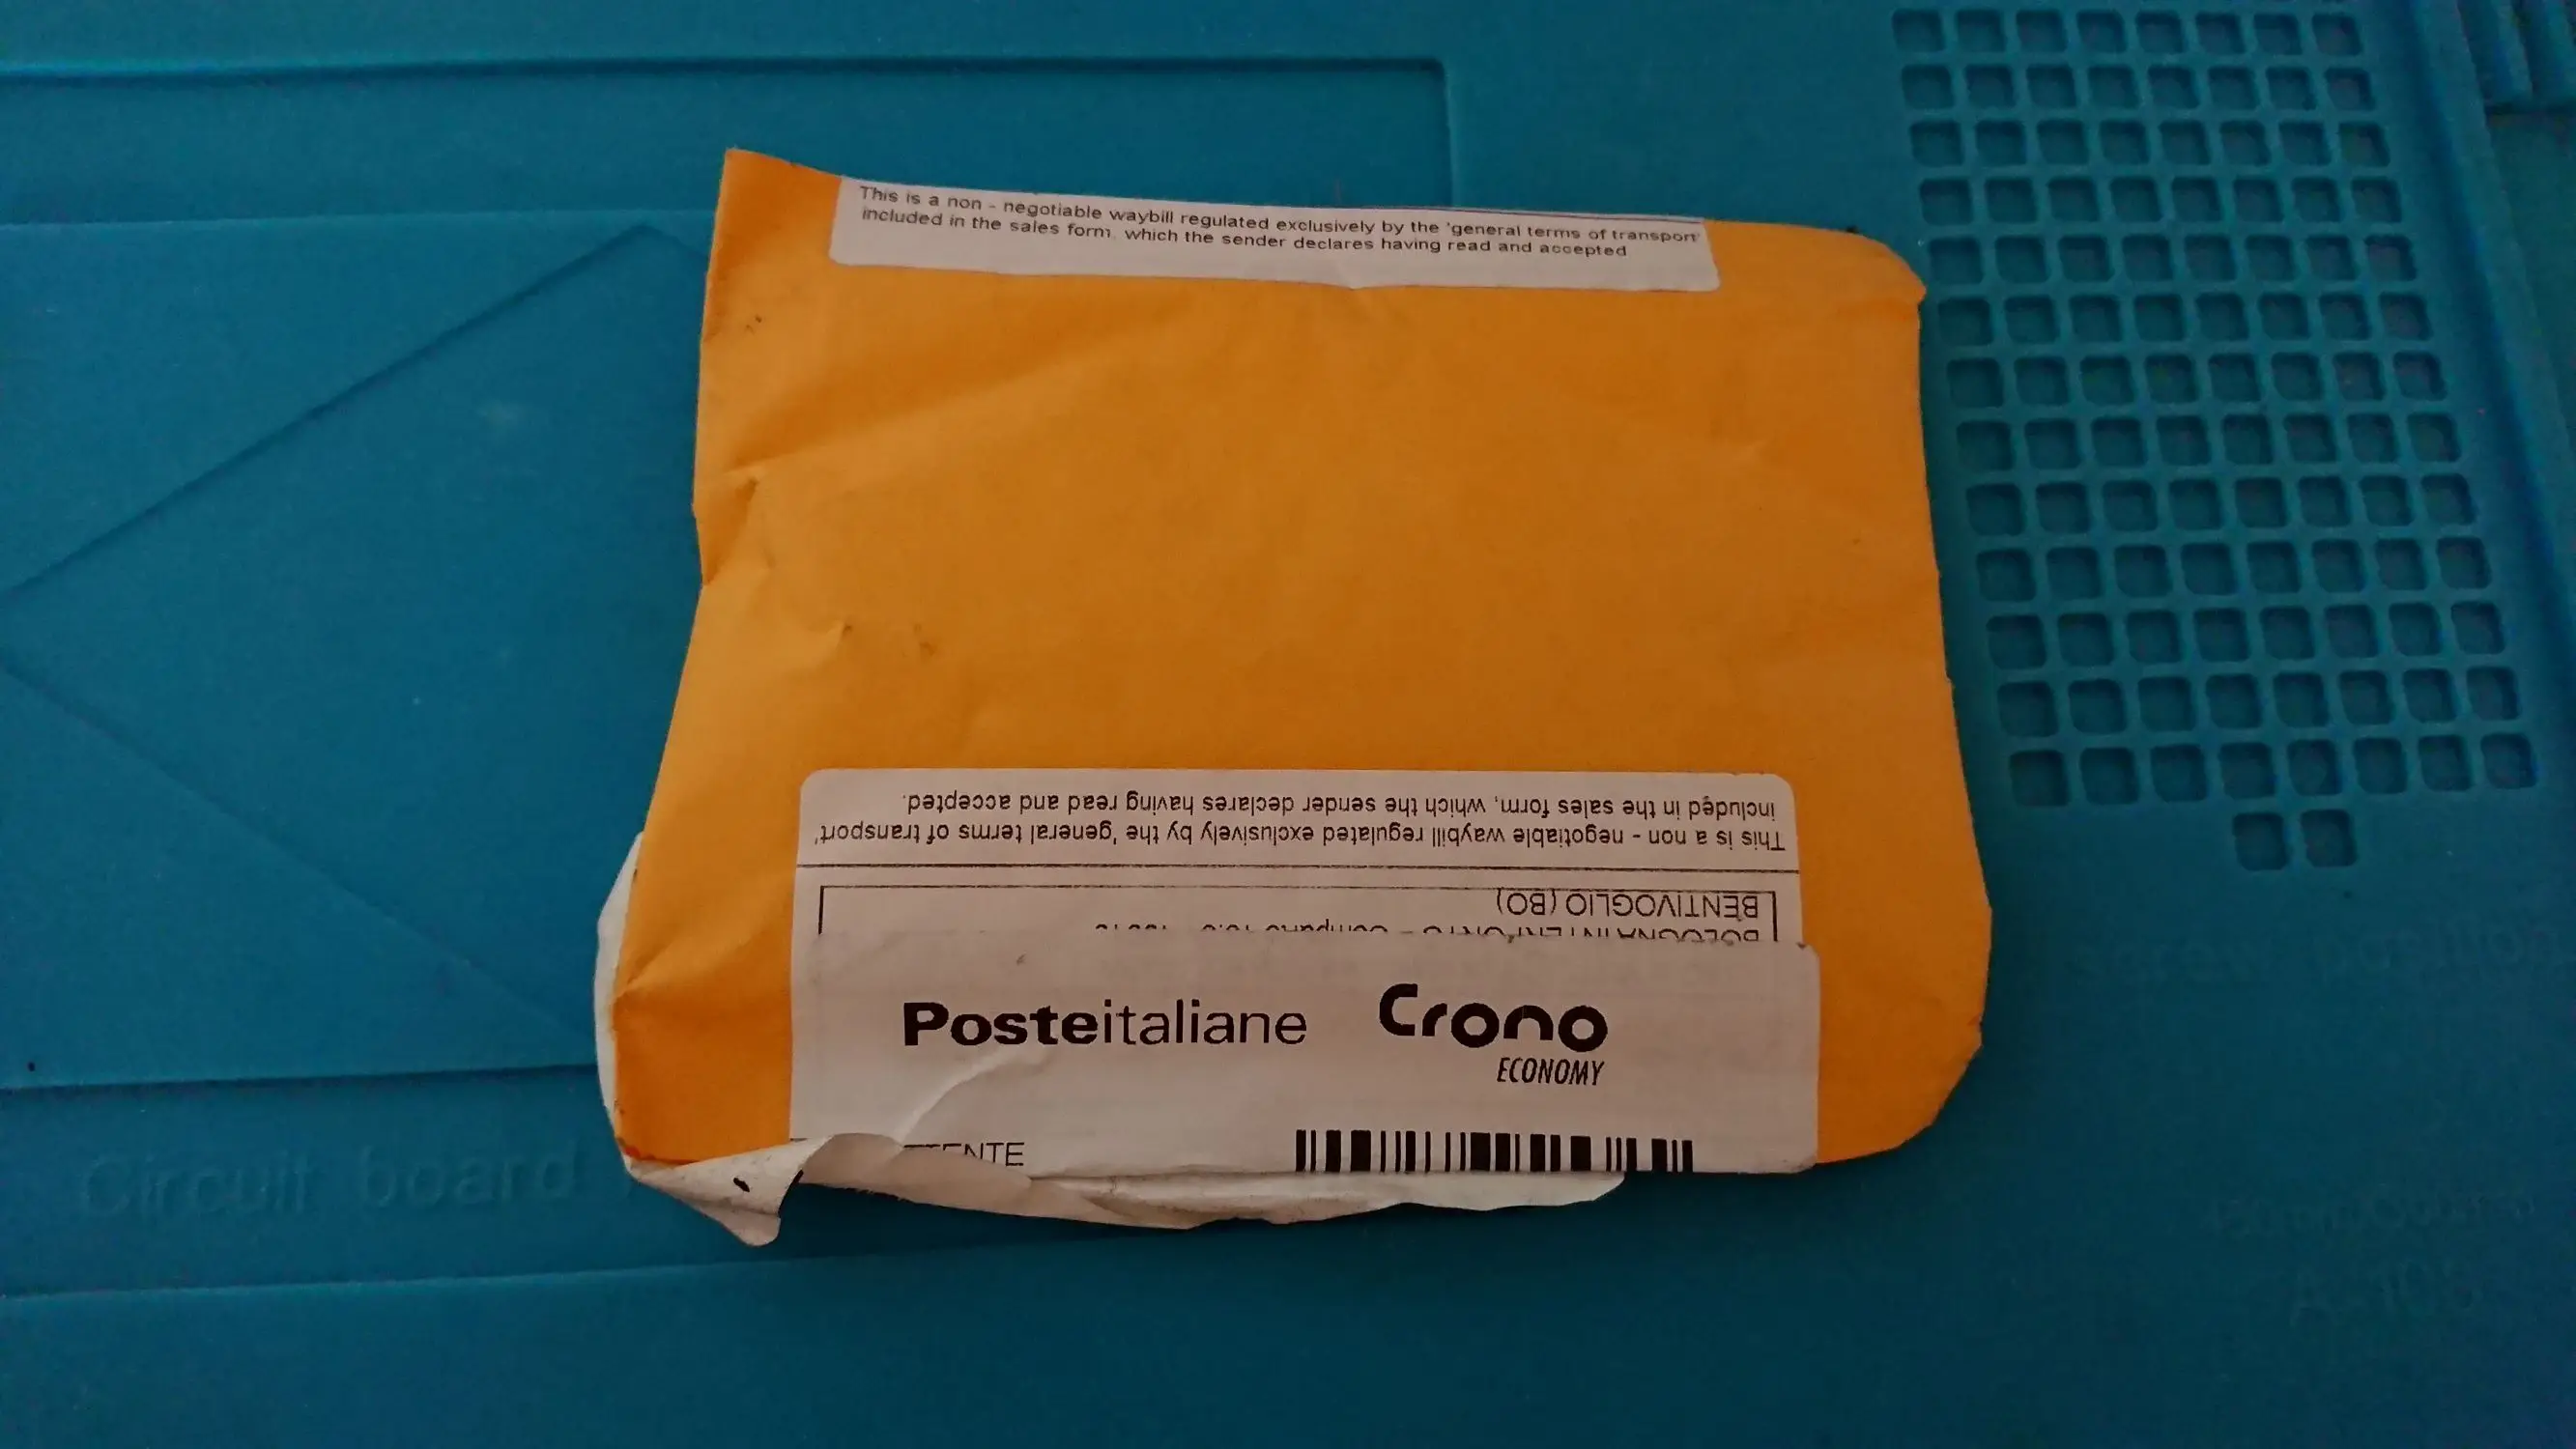 This is a non - negotiable waybill regulated exclusively by the 'general terms of transport'
included in the sales form, which the sender declares having read and accepted
This is a non - negotiable waybill regulated exclusively by the 'general terms of transport'
included in the sales form, which the sender declares having read and accepted.
BENTIVOGLIO (BO)
Posteitaliane Crono
ECONOMY
Circuit board